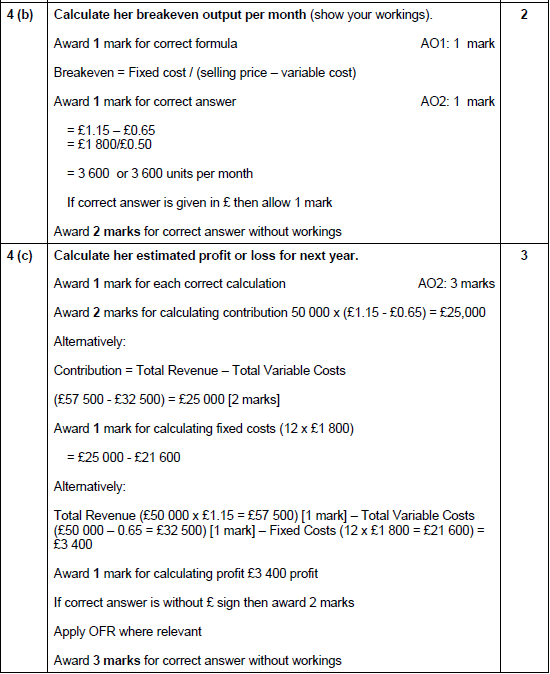 4 (b) Calculate her breakeven output per month (show your workings). 2
Award 1 mark for correct formula AO1: 1 mark
Breakeven = Fixed cost / (selling price – variable cost)
Award 1 mark for correct answer AO2: 1 mark
= £1.15 – £0.65
= £1 800/£0.50
= 3 600 or 3 600 units per month
If correct answer is given in £ then allow 1 mark
Award 2 marks for correct answer without workings
4 (c) Calculate her estimated profit or loss for next year. 3
Award 1 mark for each correct calculation AO2: 3 marks
Award 2 marks for calculating contribution 50 000 x (£1.15 - £0.65) = £25,000
Alternatively:
Contribution = Total Revenue – Total Variable Costs
(£57 500 - £32 500) = £25 000 [2 marks]
Award 1 mark for calculating fixed costs (12 x £1 800)
= £25 000 - £21 600
Alternatively:
Total Revenue (£50 000 x £1.15 = £57 500) [1 mark] – Total Variable Costs
(£50 000 – 0.65 = £32 500) [1 mark] – Fixed Costs (12 x £1 800 = £21 600) =
£3 400
Award 1 mark for calculating profit £3 400 profit
If correct answer is without £ sign then award 2 marks
Apply OFR where relevant
Award 3 marks for correct answer without workings